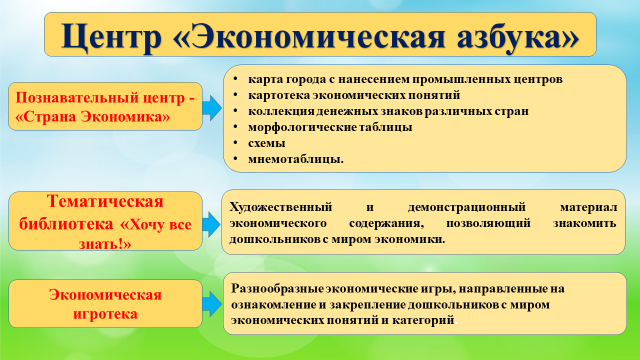 Центр «Экономическая азбука»
Познавательный центр -
«Страна Экономика»
• карта города с нанесением промышленных центров
• картотека экономических понятий
• коллекция денежных знаков различных стран
• морфологические таблицы
• схемы
• мнемотаблицы.
Тематическая
библиотека «Хочу все
знать!»
Художественный и демонстрационный материал
экономического содержания, позволяющий знакомить
дошкольников с миром экономики.
Экономическая
игротека
Разнообразные экономические игры, направленные на
ознакомление и закрепление дошкольников с миром
экономических понятий и категорий